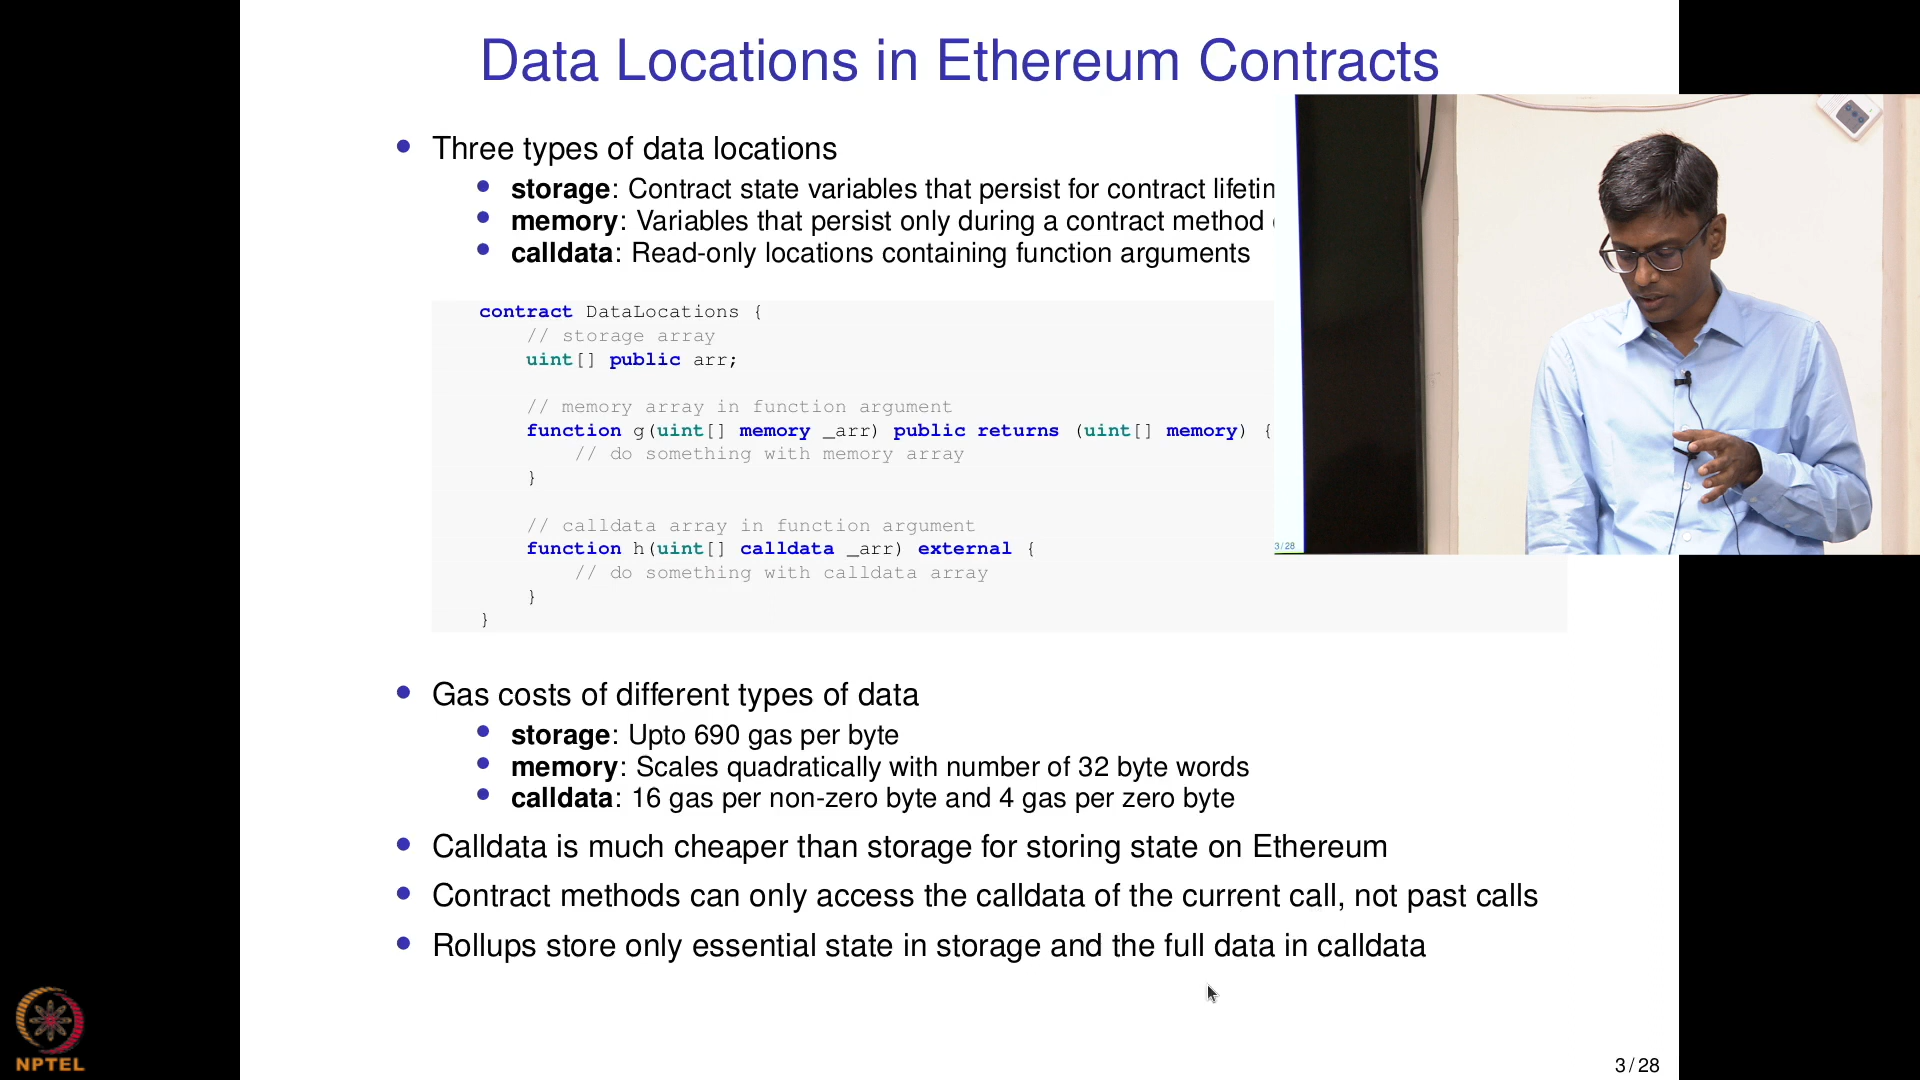 Data Locations in Ethereum Contracts
• Three types of data locations
• storage: Contract state variables that persist for contract
• memory: Variables that persist only during a contract method
• calldata: Read-only locations containing function arguments
contract DataLocations {
// storage array
uint[] public arr;
// memory array in function argument
function g(uint[] memory _arr) public returns (uint[] memory) {
// do something with memory array
}
// calldata array in function argument
function h(uint[] calldata _arr) external {
// do something with calldata array
}
}
3/28
• Gas costs of different types of data
• storage: Upto 690 gas per byte
• memory: Scales quadratically with number of 32 byte words
• calldata: 16 gas per non-zero byte and 4 gas per zero byte
• Calldata is much cheaper than storage for storing state on Ethereum
• Contract methods can only access the calldata of the current call, not past calls
• Rollups store only essential state in storage and the full data in calldata
NPTEL
3/28